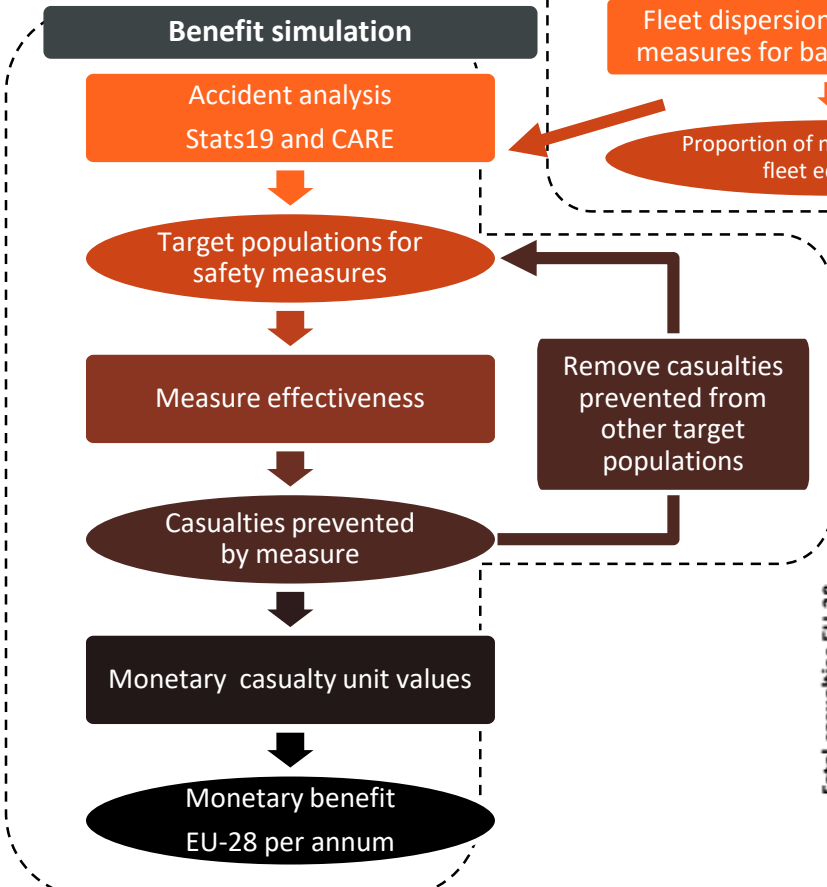 Benefit simulation
Accident analysis
Stats19 and CARE
Target populations for
safety measures
Measure effectiveness
Casualties prevented
by measure
Monetary  casualty unit values
Monetary benefit
EU-28 per annum
Remove casualties
prevented from
other target
populations
Fleet dispersion
measures for
Proportion of
fleet